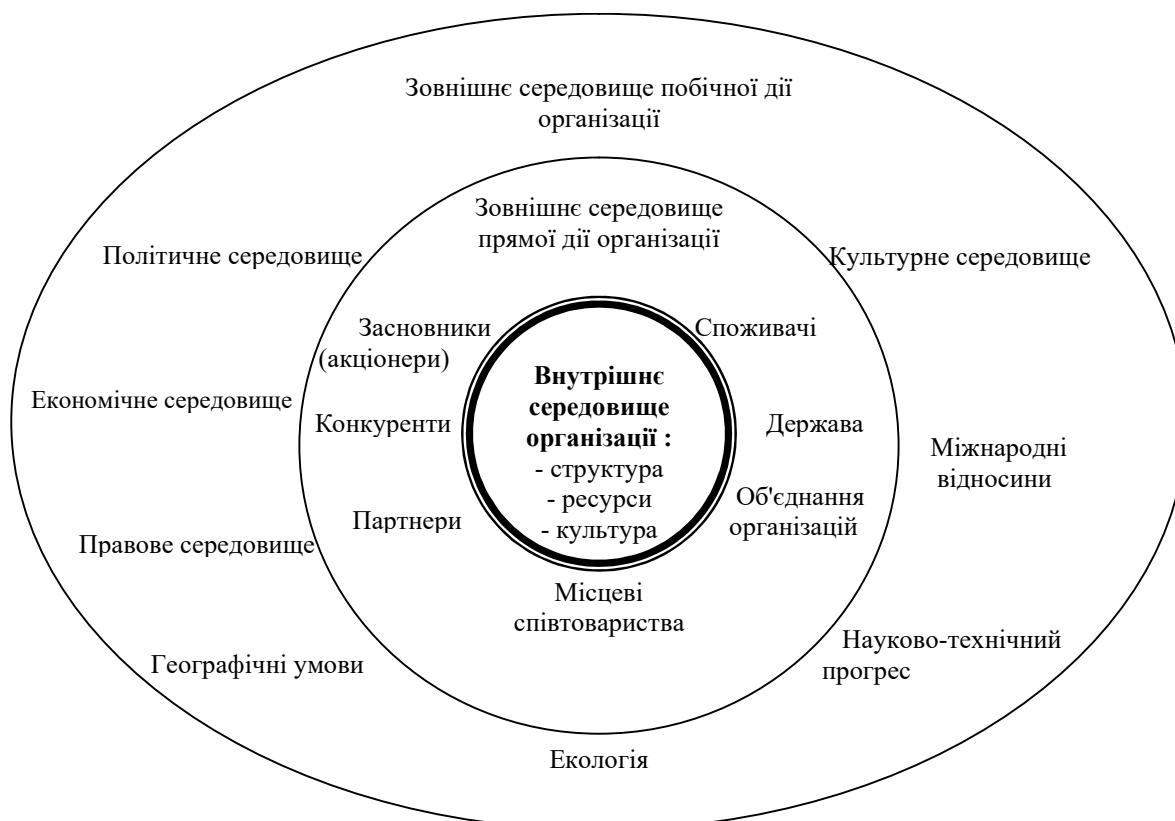 Зовнішнє середовище побічної дії
організації
Зовнішнє середовище
прямої дії організації
Політичне середовище
Культурне середовище
Засновники
(акціонери)
Споживачі
Внутрішнє
середовище
організації :
- структура
- ресурси
- культура
Економічне середовище
Конкуренти
Держава
Міжнародні
відносини
Партнери
Об'єднання
організацій
Правове середовище
Місцеві
співтовариства
Географічні умови
Науково-технічний
прогрес
Екологія